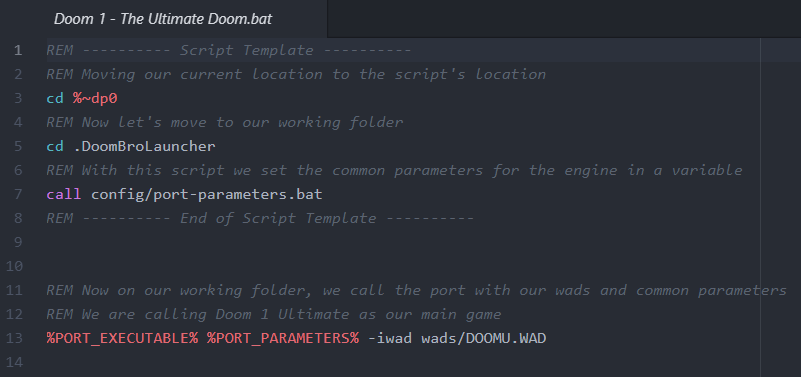 Doom 1 - The Ultimate Doom.bat
1 REM ---------- Script Template ----------
2 REM Moving our current location to the script's location
3 cd %~dp0
4 REM Now let's move to our working folder
5 cd .DoomBroLauncher
6 REM With this script we set the common parameters for the engine in a variable
7 call config/port-parameters.bat
8 REM ---------- End of Script Template ----------
9
10
11 REM Now on our working folder, we call the port with our wads and common parameters
12 REM We are calling Doom 1 Ultimate as our main game
13 %PORT_EXECUTABLE% %PORT_PARAMETERS% -iwad wads/DOOMU.WAD
14